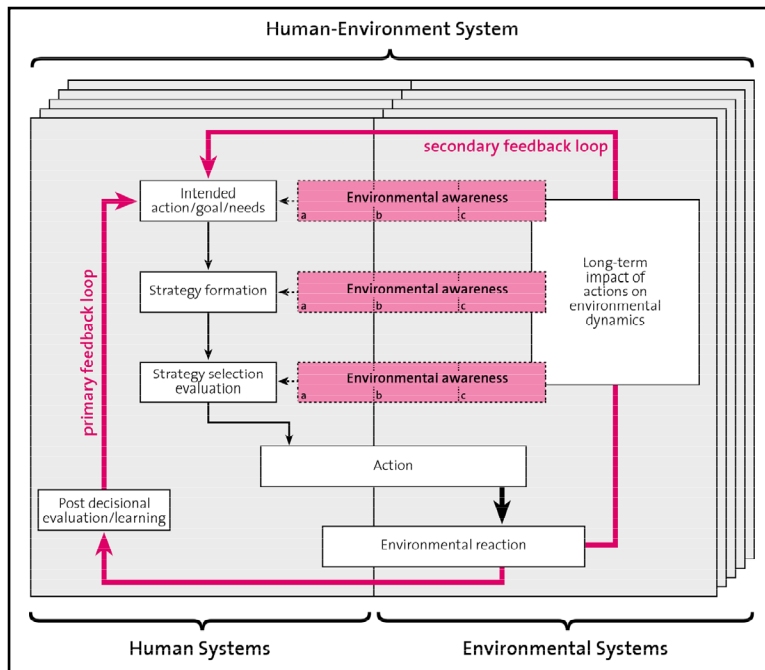 Human-Environment System
secondary feedback loop
Intended
action/goal/needs
Environmental awareness
a b c
Strategy formation
Environmental awareness
a b c
Long-term
impact of
actions on
environmental
dynamics
Strategy selection
evaluation
Environmental awareness
a b c
primary feedback loop
Action
Post decisional
evaluation/learning
Environmental reaction
Human Systems
Environmental Systems